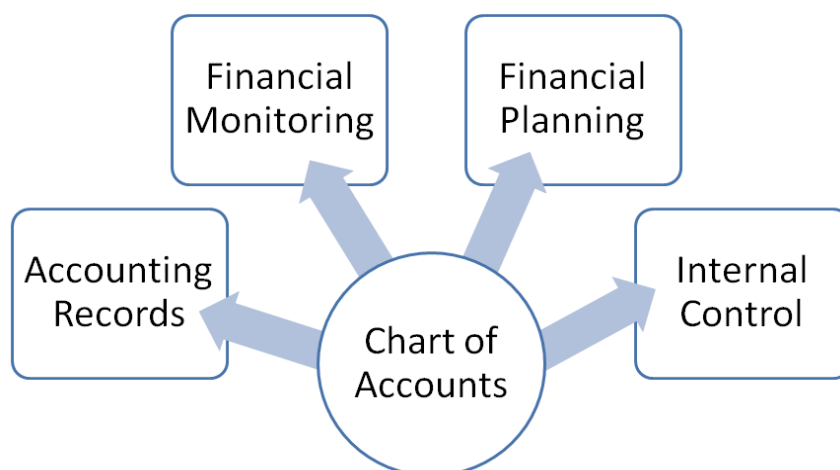 Financial
Monitoring
Financial
Planning
Accounting
Records
Internal
Control
Chart of
Accounts